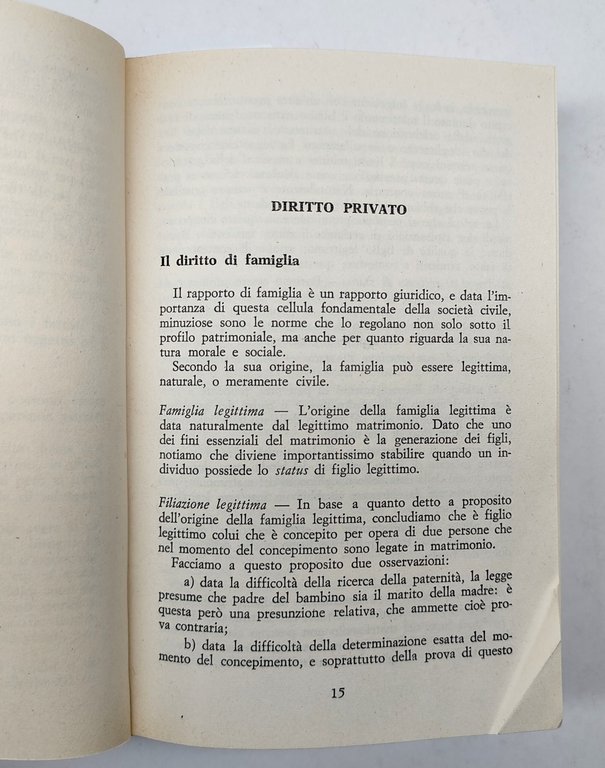 DIRITTO PRIVATO
Il diritto di famiglia
Il rapporto di famiglia è un rapporto giuridico, e data l'im-
portanza di questa cellula fondamentale della società civile,
minuziose sono le norme che lo regolano non solo sotto il
profilo patrimoniale, ma anche per quanto riguarda la sua na-
tura morale e sociale.
Secondo la sua origine, la famiglia può essere legittima,
naturale, o meramente civile.
Famiglia legittima — L'origine della famiglia legittima è
data naturalmente dal legittimo matrimonio. Dato che uno
dei fini essenziali del matrimonio è la generazione dei figli,
notiamo che diviene importantissimo stabilire quando un in-
dividuo possiede lo status di figlio legittimo.
Filiazione legittima — In base a quanto detto a proposito
dell'origine della famiglia legittima, concludiamo che è figlio
legittimo colui che è concepito per opera di due persone che
nel momento del concepimento sono legate in matrimonio.
Facciamo a questo proposito due osservazioni:
a) data la difficoltà della ricerca della paternità, la legge
presume che padre del bambino sia il marito della madre: è
questa però una presunzione relativa, che ammette cioè pro-
va contraria;
b) data la difficoltà della determinazione esatta del mo-
mento del concepimento, e soprattutto della prova di questo
15